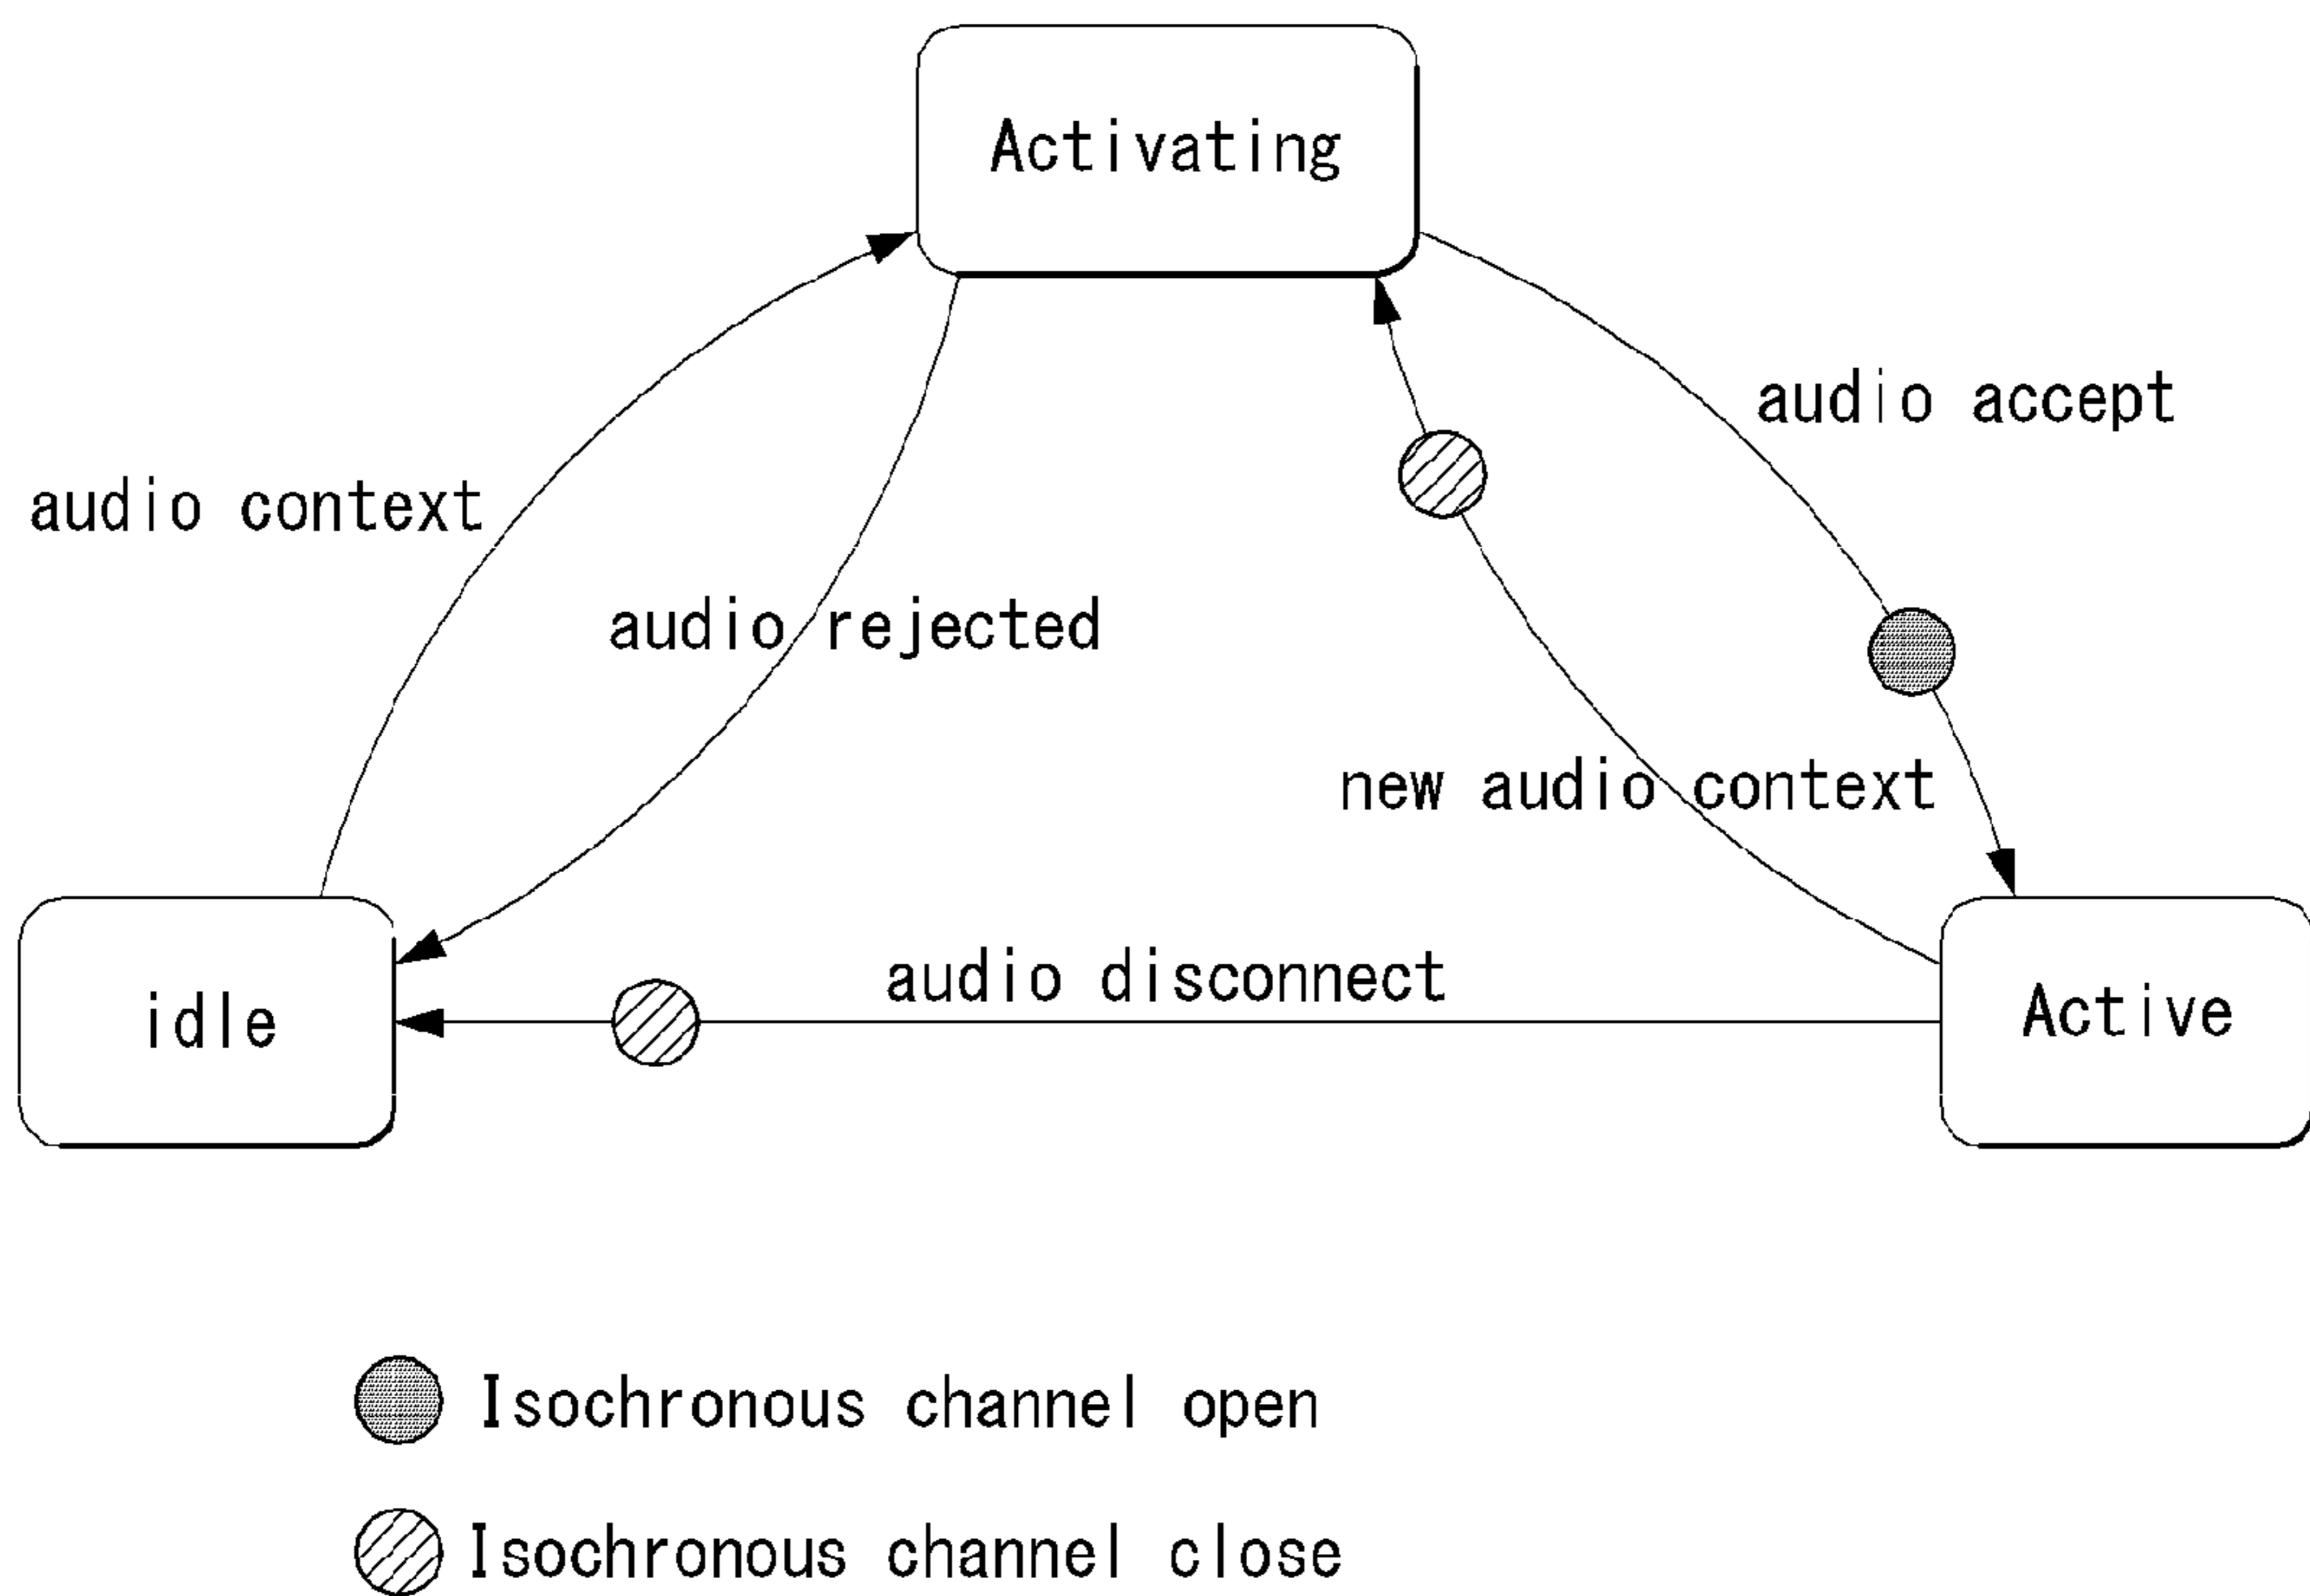 Activating
audio accept
audio context
audio rejected
new audio context
audio disconnect
idle
Active
Isochronous channel open
Isochronous channel close